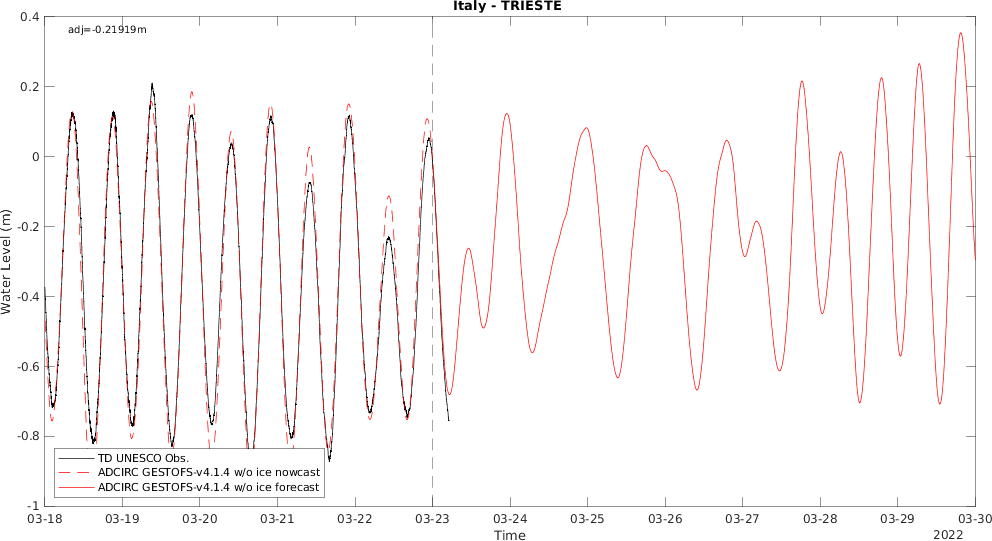 Italy - TRIESTE
adj=-0.21919m
0.4
0.2
0
-0.2
-0.4
-0.6
-0.8
-1
Water Level (m)
TD UNESCO Obs.
ADCIRC GESTOFS-v4.1.4 w/o ice nowcast
ADCIRC GESTOFS-v4.1.4 w/o ice forecast
03-18 03-19 03-20 03-21 03-22 03-23 03-24 03-25 03-26 03-27 03-28 03-29 03-30
Time
2022